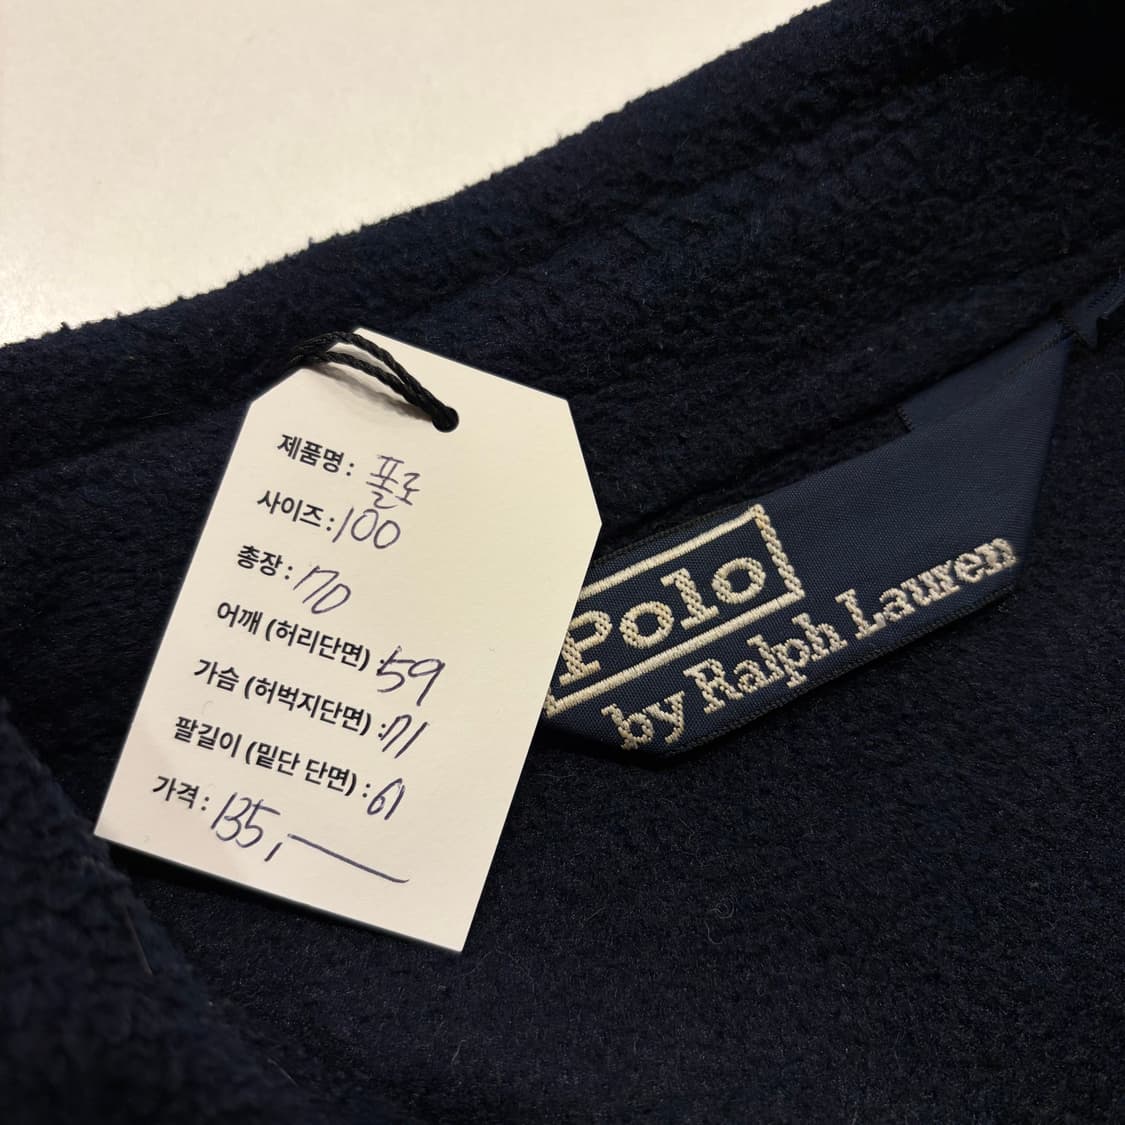 제품명: 폴로
사이즈: 100
총장: 70
어깨 (허리단면) : 59
가슴 (허벅지단면) : 71
팔길이 (밑단 단면) : 61
가격: 135,
Polo
by Ralph Lauren